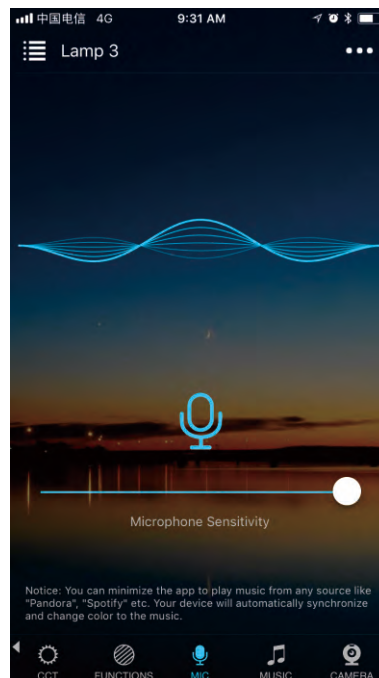 中国电信 4G 9:31 AM
Lamp 3
Microphone Sensitivity
Notice: You can minimize the app to play music from any source like
"Pandora", "Spotify" etc. Your device will automatically synchronize
and change color to the music.
CCT FUNCTIONS MIC MUSIC CAMERA